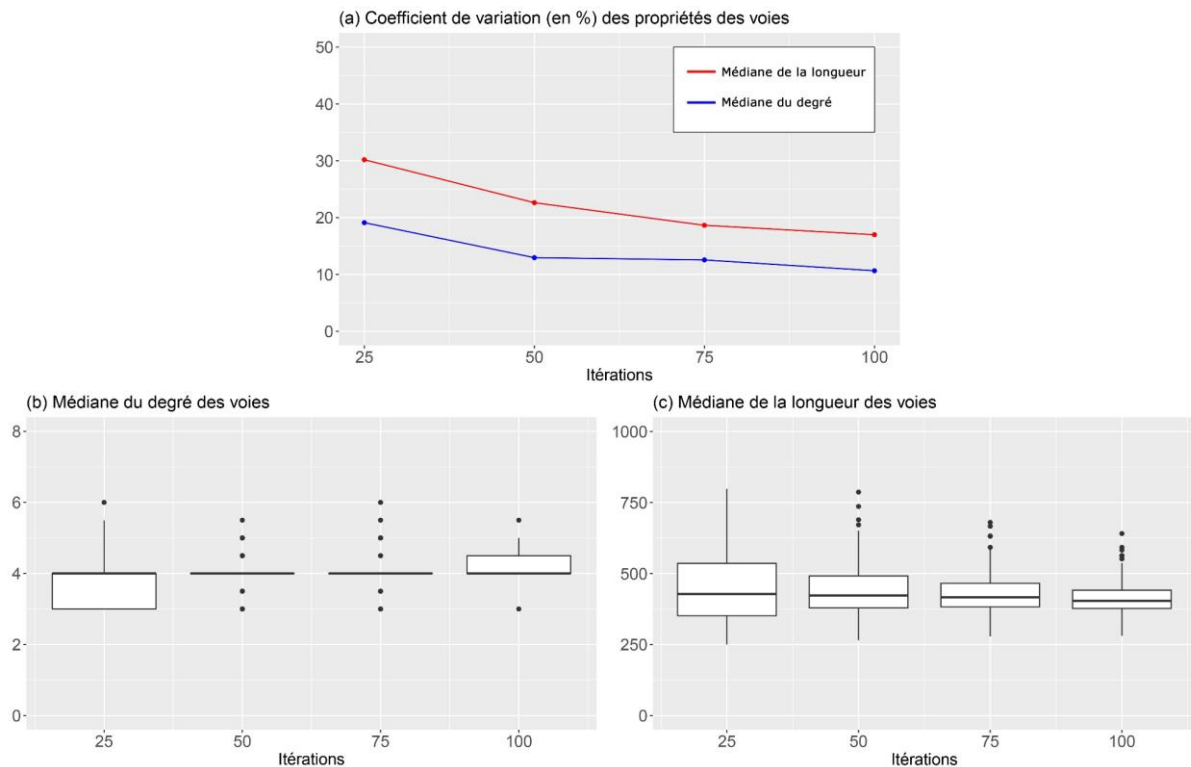 (a) Coefficient de variation (en %) des propriétés des voies
50
40
30
20
10
0
Médiane de la longueur
Médiane du degré
25 50 75 100
Itérations
(b) Médiane du degré des voies
8
6
4
2
0
25 50 75 100
Itérations
(c) Médiane de la longueur des voies
1000
750
500
250
0
25 50 75 100
Itérations